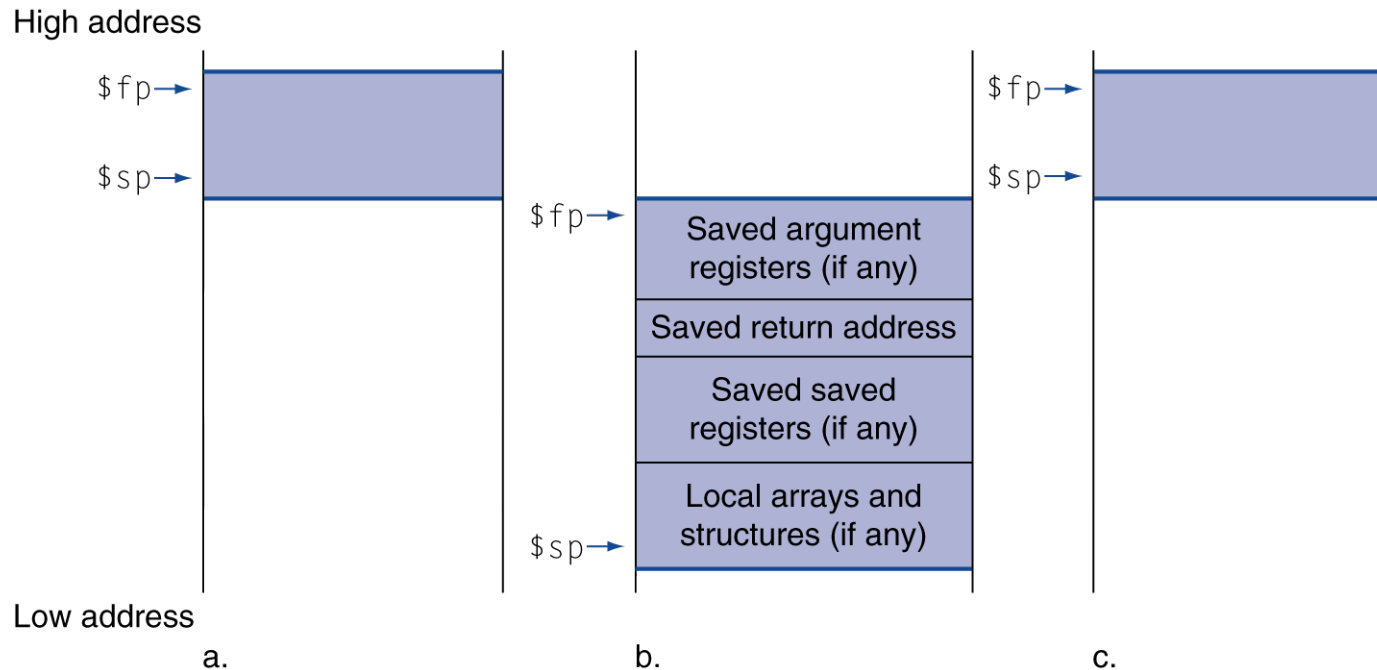 High address
$fp
$sp
$fp
Saved argument
registers (if any)
Saved return address
Saved saved
registers (if any)
Local arrays and
structures (if any)
$sp
$fp
$sp
Low address
a.
b.
c.